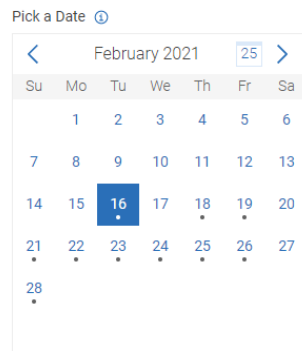 Pick a Date
February 2021 25
Su Mo Tu We Th Fr Sa
1 2 3 4 5 6
7 8 9 10 11 12 13
14 15 16 17 18 19 20
21 22 23 24 25 26 27
28